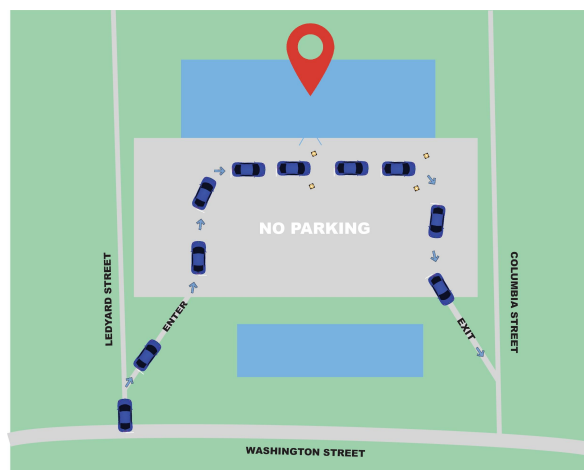 NO PARKING
LEDYARD STREET
COLUMBIA STREET
ENTER
EXIT
WASHINGTON STREET